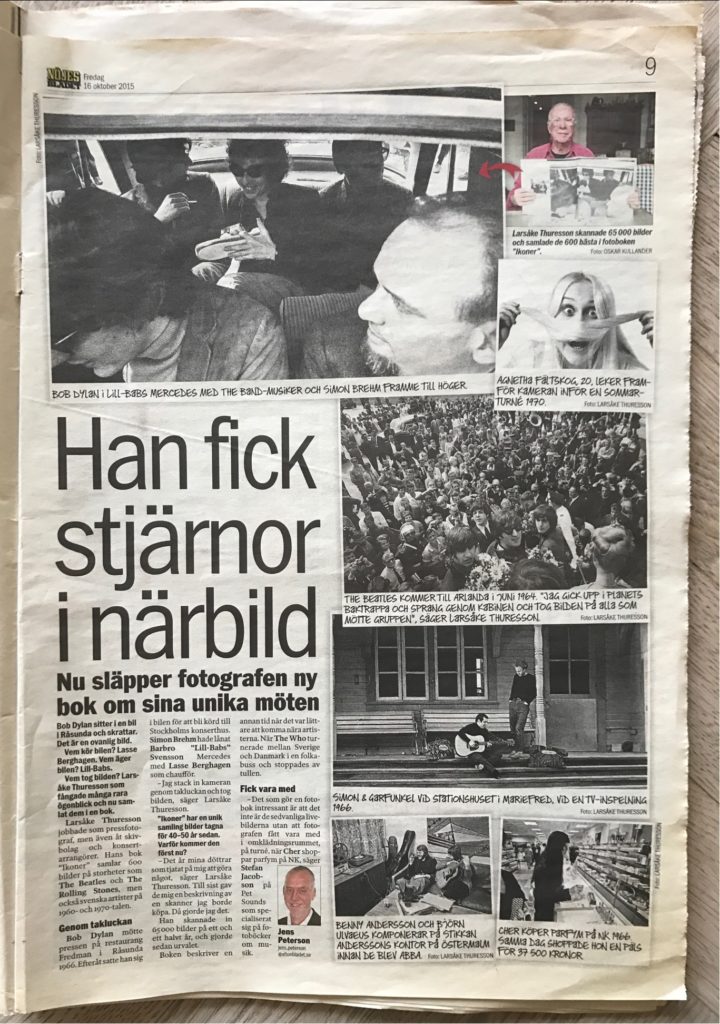 NÖJES
BLADET
Fredag
16 oktober 2015
9
Foto: LARSÅKE THURESSON
Larsåke Thuresson skannade 65 000 bilder
och samlade de 600 bästa i fotoboken
"Ikoner".
Foto: OSKAR KULLANDER
BOB DYLAN I LILL-BABS MERCEDES MED THE BAND-MUSIKER OCH SIMON BREHM FRAMME TILL HÖGER.
AGNETHA FÄLTSKOG, 20, LEKER FRAM-
FÖR KAMERAN INFÖR EN SOMMAR-
TURNÉ 1970.
Foto: LARSÅKE THURESSON
Han fick
stjärnor
i närbild
Nu släpper fotografen ny
bok om sina unika möten
THE BEATLES KOMMER TILL ARLANDA I JUNI 1964. "JAG GICK UPP I PLANETS
BAKTRAPPA OCH SPRANG GENOM KABINEN OCH TOG BILDEN PÅ ALLA SOM
MÖTTE GRUPPEN", SÄGER LARSÅKE THURESSON.
Foto: LARSÅKE THURESSON
Bob Dylan sitter i en bil
i Råsunda och skrattar.
Det är en ovanlig bild.
Vem kör bilen? Lasse
Berghagen. Vem äger
bilen? Lill-Babs.
Vem tog bilden? Lars-
åke Thuresson som
fångade många rara
ögonblick och nu sam-
lat dem i en bok.
Larsåke Thuresson
jobbade som pressfoto-
graf, men även åt skiv-
bolag och konsert-
arrangörer. Hans bok
"Ikoner" samlar 600
bilder på storheter som
The Beatles och The
Rolling Stones, men
också svenska artister på
1960- och 1970-talen.
Genom takluckan
Bob Dylan mötte
pressen på restaurang
Fredman i Råsunda
1966. Efteråt satte han sig
i bilen för att bli körd till
Stockholms konserthus.
Simon Brehm hade lånat
Barbro "Lill-Babs"
Svensson Mercedes
med Lasse Berghagen
som chaufför.
–Jag stack in kameran
genom takluckan och tog
bilden, säger Larsåke
Thuresson.
"Ikoner" har en unik
samling bilder tagna
för 40–50 år sedan.
Varför kommer den
först nu?
–Det är mina döttrar
som tjatat på mig att göra
något, säger Larsåke
Thuresson. Till sist gav
de mig en beskrivning av
en skanner jag borde
köpa. Då gjorde jag det.
Han skannade in
65 000 bilder på ett och
ett halvt år, och gjorde
sedan urvalet.
Boken beskriver en
annan tid när det var lätt-
are att komma nära artis-
terna. När The Who tur-
nerade mellan Sverige
och Danmark i en folka-
buss och stoppades av
tullen.
Fick vara med
–Det som gör en foto-
bok intressant är att det
inte är de sedvanliga live-
bilderna utan att foto-
grafen fått vara med
i omklädningsrummet,
på turné, när Cher shop-
par parfym på NK, säger
Stefan
Jacob-
son på
Pet
Sounds
som spe-
cialiserat
sig på fo-
toböcker
om mu-
sik.
Jens
Peterson
jens.peterson
@aftonbladet.se
SIMON & GARFUNKEL VID STATIONSHUSET I MARIEFRED, VID EN TV-INSPELNING
1966.
Foto: LARSÅKE THURESSON
BENNY ANDERSSON OCH BJÖRN
ULVAEUS KOMPONERAR PÅ STIKKAN
ANDERSSONS KONTOR PÅ ÖSTERMALM
INNAN DE BLEV ABBA.
Foto: LARSÅKE THURESSON
CHER KÖPER PARFYM PÅ NK 1966.
SAMMA DAG SHOPPADE HON EN PÄLS
FÖR 37 500 KRONOR.
Foto: LARSÅKE THURESSON